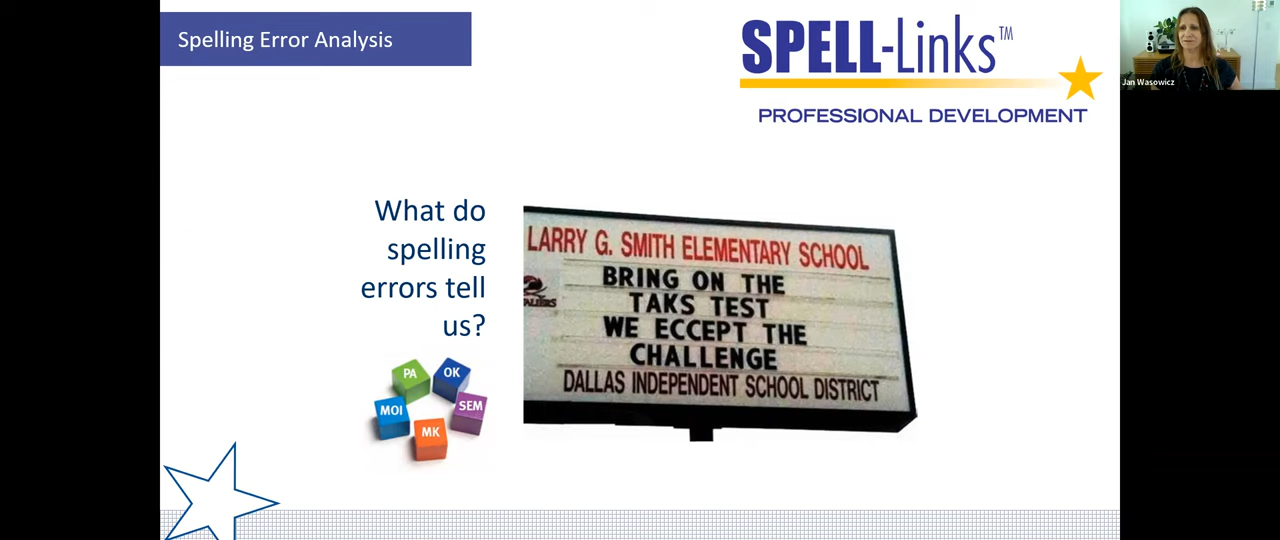 Spelling Error Analysis
SPELL-Links™
PROFESSIONAL DEVELOPMENT
Jan Wasowicz
What do
spelling
errors tell
us?
PA
OK
MOI
SEM
MK
LARRY G. SMITH ELEMENTARY SCHOOL
BRING ON THE
TAKS TEST
WE ECCEPT THE
CHALLENGE
DALLAS INDEPENDENT SCHOOL DISTRICT